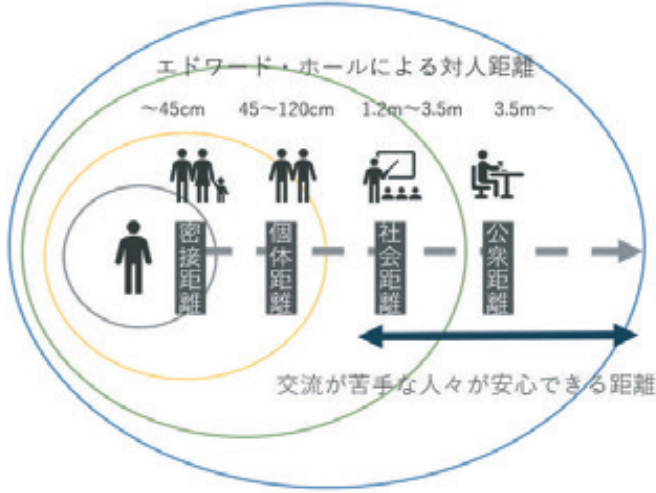 エドワード・ホールによる対人距離
～45cm 45～120cm 1.2m～3.5m 3.5m～
密接距離
個体距離
社会距離
公衆距離
交流が苦手な人々が安心できる距離